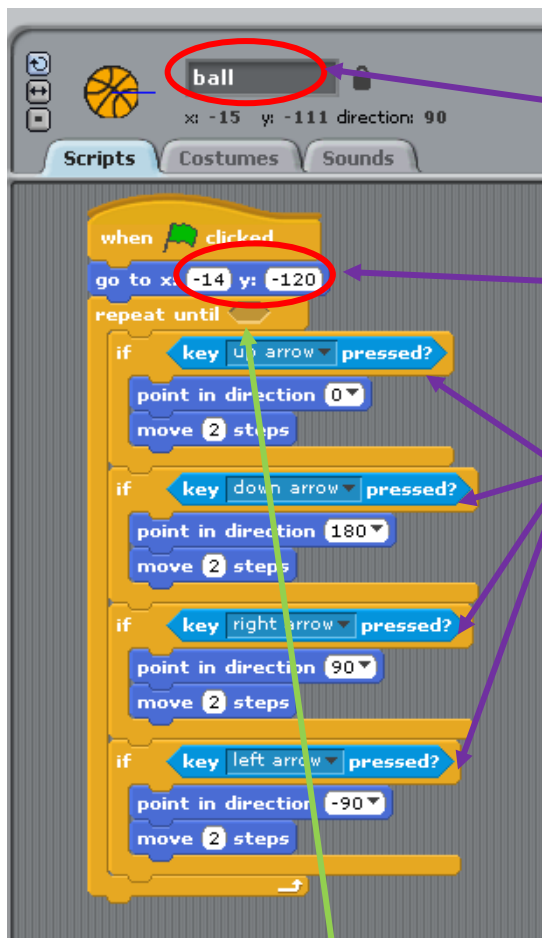 ball
x: -15 y: -111 direction: 90
Scripts Costumes Sounds
when clicked
go to x: -14 y: -120
repeat until
if key up arrow pressed?
point in direction 0
move 2 steps
if key down arrow pressed?
point in direction 180
move 2 steps
if key right arrow pressed?
point in direction 90
move 2 steps
if key left arrow pressed?
point in direction -90
move 2 steps